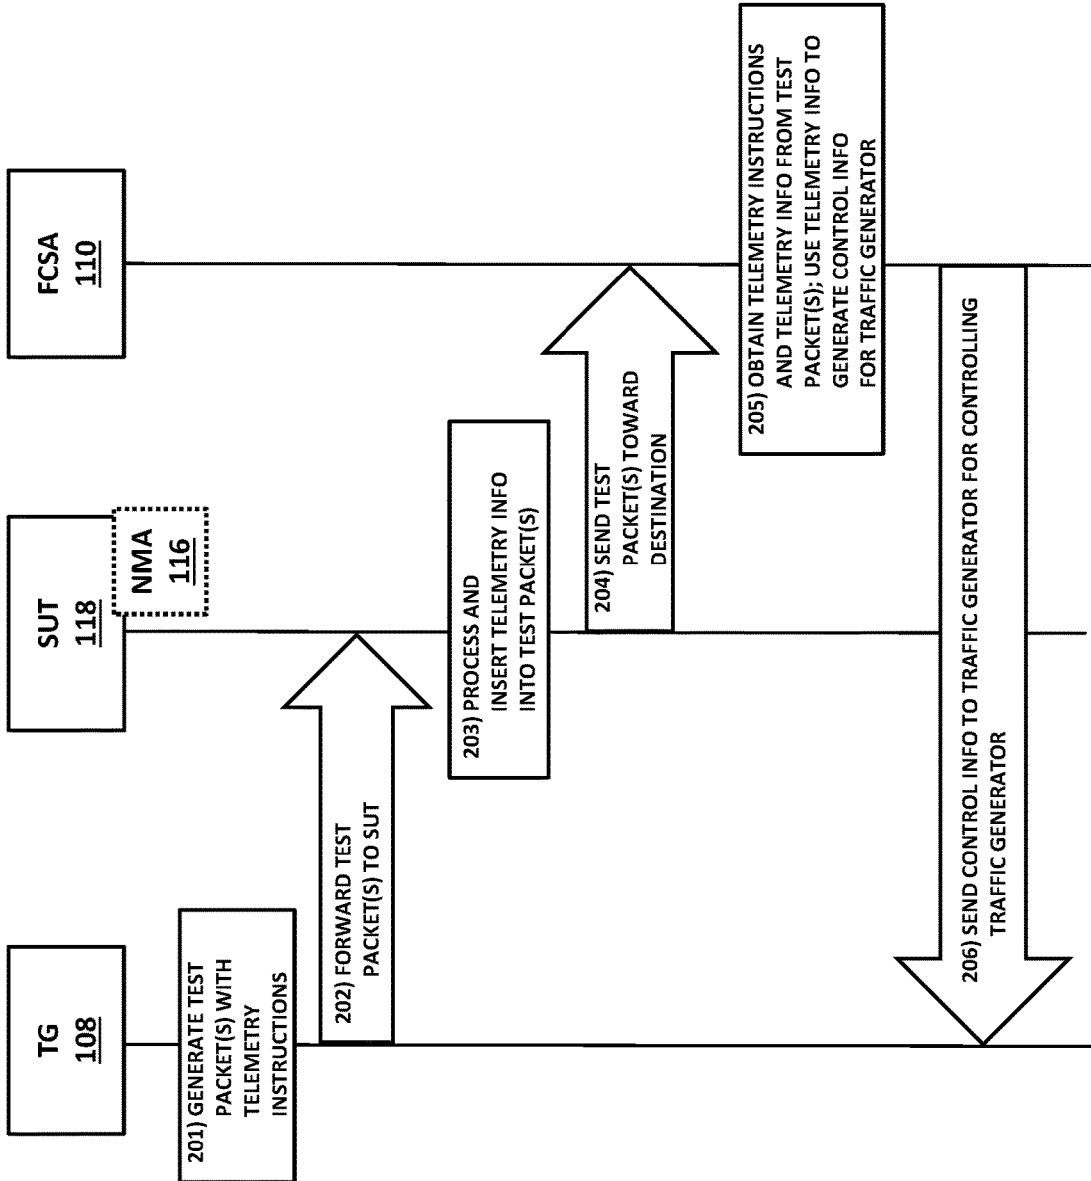 TG
108
SUT
118
NMA
116
FCSA
110
201) GENERATE TEST
PACKET(S) WITH
TELEMETRY
INSTRUCTIONS
202) FORWARD TEST
PACKET(S) TO SUT
203) PROCESS AND
INSERT TELEMETRY INFO
INTO TEST PACKET(S)
204) SEND TEST
PACKET(S) TOWARD
DESTINATION
205) OBTAIN TELEMETRY INSTRUCTIONS
AND TELEMETRY INFO FROM TEST
PACKET(S); USE TELEMETRY INFO TO
GENERATE CONTROL INFO
FOR TRAFFIC GENERATOR
206) SEND CONTROL INFO TO TRAFFIC GENERATOR FOR CONTROLLING
TRAFFIC GENERATOR